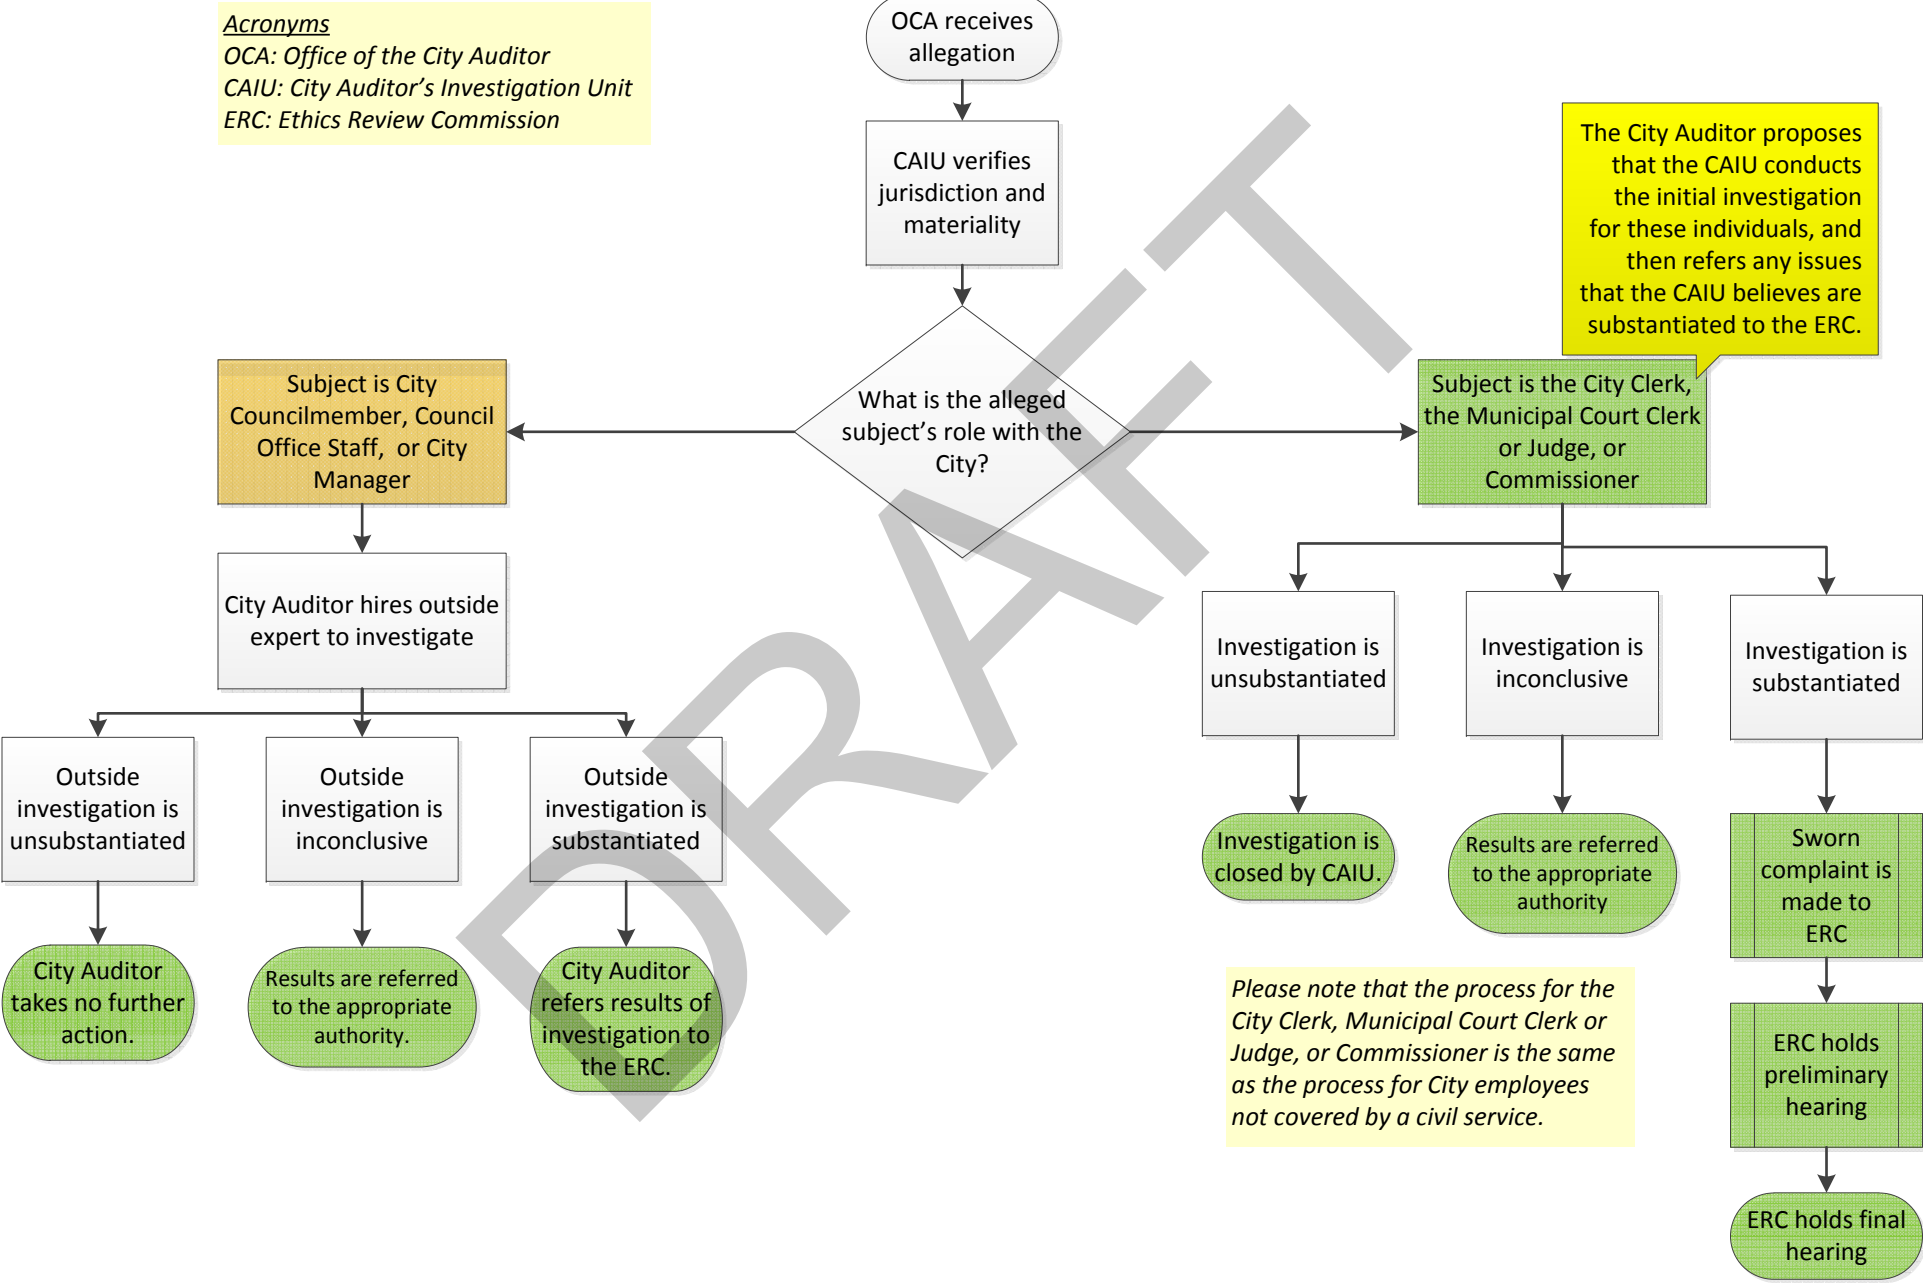 Acronyms
OCA: Office of the City Auditor
CAIU: City Auditor’s Investigation Unit
ERC: Ethics Review Commission
OCA receives
allegation
CAIU verifies
jurisdiction and
materiality
The City Auditor proposes
that the CAIU conducts
the initial investigation
for these individuals, and
then refers any issues
that the CAIU believes are
substantiated to the ERC.
What is the alleged
subject’s role with the
City?
Subject is City
Councilmember, Council
Office Staff, or City
Manager
Subject is the City Clerk,
the Municipal Court Clerk
or Judge, or
Commissioner
City Auditor hires outside
expert to investigate
Outside
investigation is
unsubstantiated
Outside
investigation is
inconclusive
Outside
investigation is
substantiated
City Auditor
takes no further
action.
Results are referred
to the appropriate
authority.
City Auditor
refers results of
investigation to
the ERC.
Investigation is
unsubstantiated
Investigation is
inconclusive
Investigation is
substantiated
Investigation is
closed by CAIU.
Results are referred
to the appropriate
authority
Sworn
complaint is
made to
ERC
ERC holds
preliminary
hearing
ERC holds final
hearing
Please note that the process for the
City Clerk, Municipal Court Clerk or
Judge, or Commissioner is the same
as the process for City employees
not covered by a civil service.
DRAFT